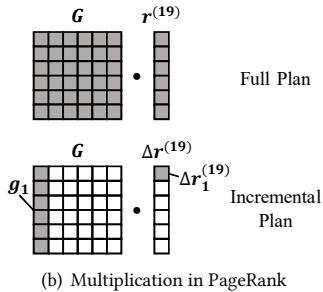 G r^(19)
Full Plan
G Δr^(19)
g₁ Δr₁^(19)
Incremental
Plan
(b) Multiplication in PageRank